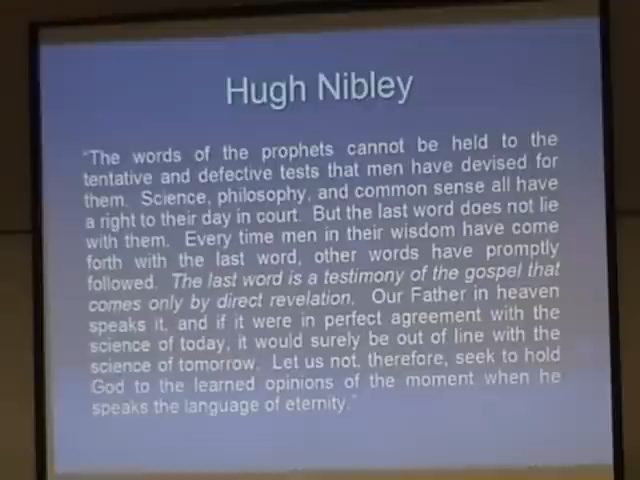 Hugh Nibley
"The words of the prophets cannot be held to the
tentative and defective tests that men have devised for
them. Science, philosophy, and common sense all have
a right to their day in court. But the last word does not lie
with them. Every time men in their wisdom have come
forth with the last word, other words have promptly
followed. The last word is a testimony of the gospel that
comes only by direct revelation. Our Father in heaven
speaks it, and if it were in perfect agreement with the
science of today, it would surely be out of line with the
science of tomorrow. Let us not, therefore, seek to hold
God to the learned opinions of the moment when he
speaks the language of eternity."